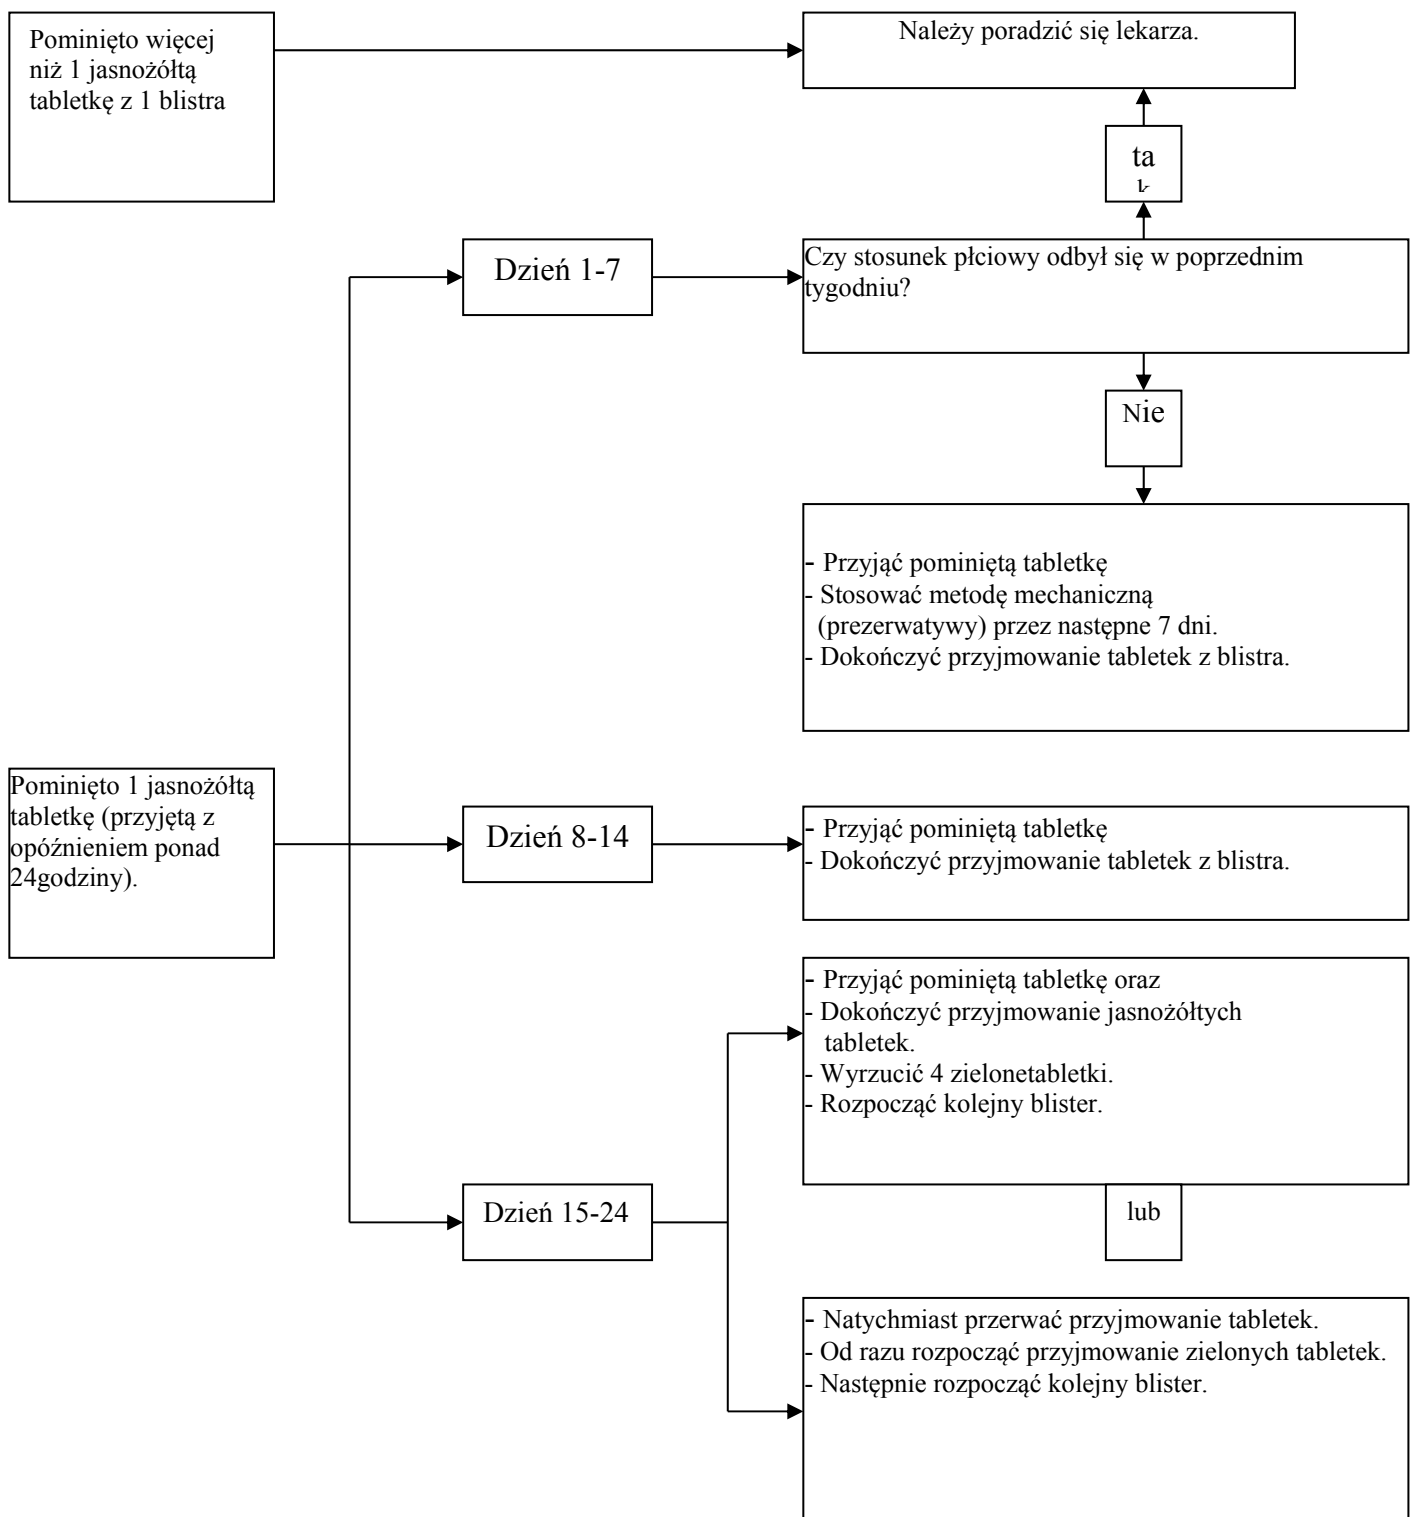 Pominięto więcej
niż 1 jasnożółtą
tabletkę z 1 blistra
Należy poradzić się lekarza.
ta
k
Dzień 1-7
Czy stosunek płciowy odbył się w poprzednim
tygodniu?
Nie
- Przyjąć pominiętą tabletkę
- Stosować metodę mechaniczną
(prezerwatywy) przez następne 7 dni.
- Dokończyć przyjmowanie tabletek z blistra.
Pominięto 1 jasnożółtą
tabletkę (przyjętą z
opóźnieniem ponad
24godziny).
Dzień 8-14
- Przyjąć pominiętą tabletkę
- Dokończyć przyjmowanie tabletek z blistra.
- Przyjąć pominiętą tabletkę oraz
- Dokończyć przyjmowanie jasnożółtych
tabletek.
- Wyrzucić 4 zielonetabletki.
- Rozpocząć kolejny blister.
Dzień 15-24
lub
- Natychmiast przerwać przyjmowanie tabletek.
- Od razu rozpocząć przyjmowanie zielonych tabletek.
- Następnie rozpocząć kolejny blister.